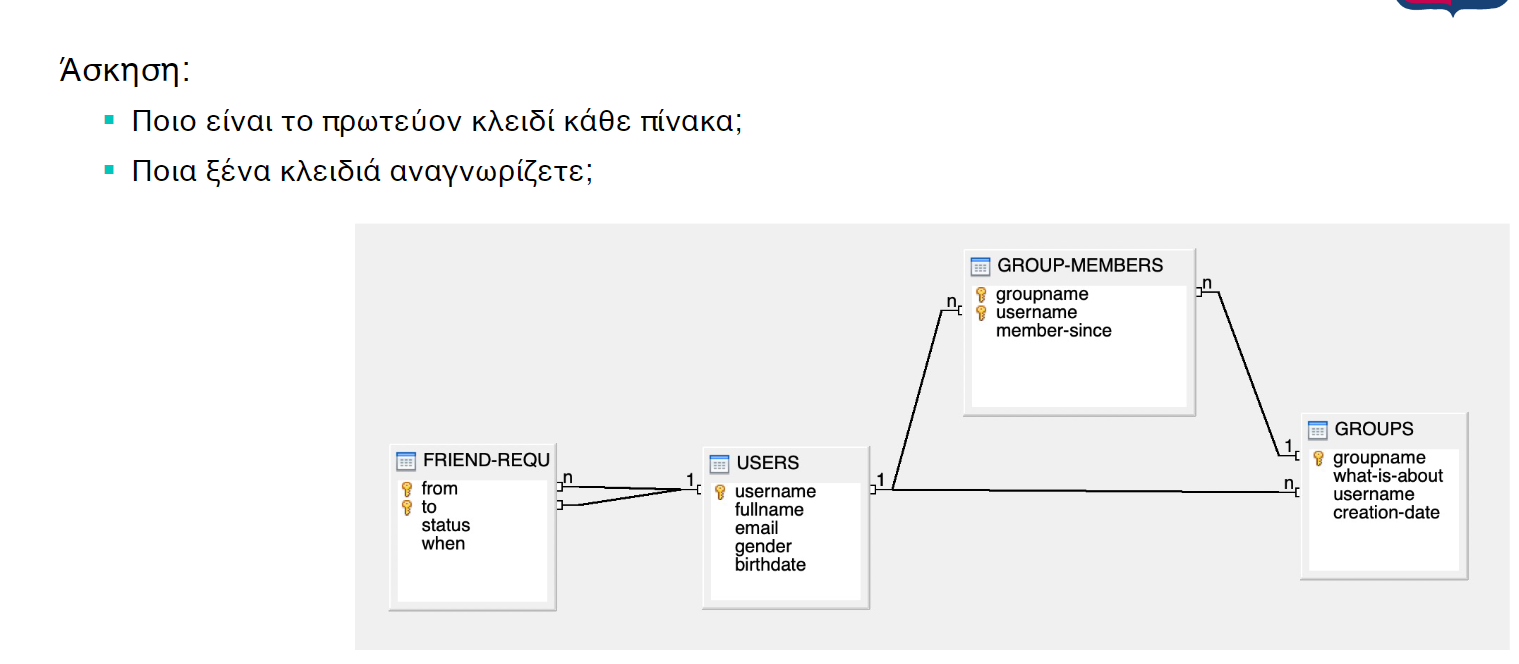 Άσκηση:
Ποιο είναι το πρωτεύον κλειδί κάθε πίνακα;
Ποια ξένα κλειδιά αναγνωρίζετε;
GROUP-MEMBERS
groupname
username
member-since
n
n
GROUPS
groupname
what-is-about
username
creation-date
1
n
FRIEND-REQU
from
to
status
when
n
1
USERS
username
fullname
email
gender
birthdate
1